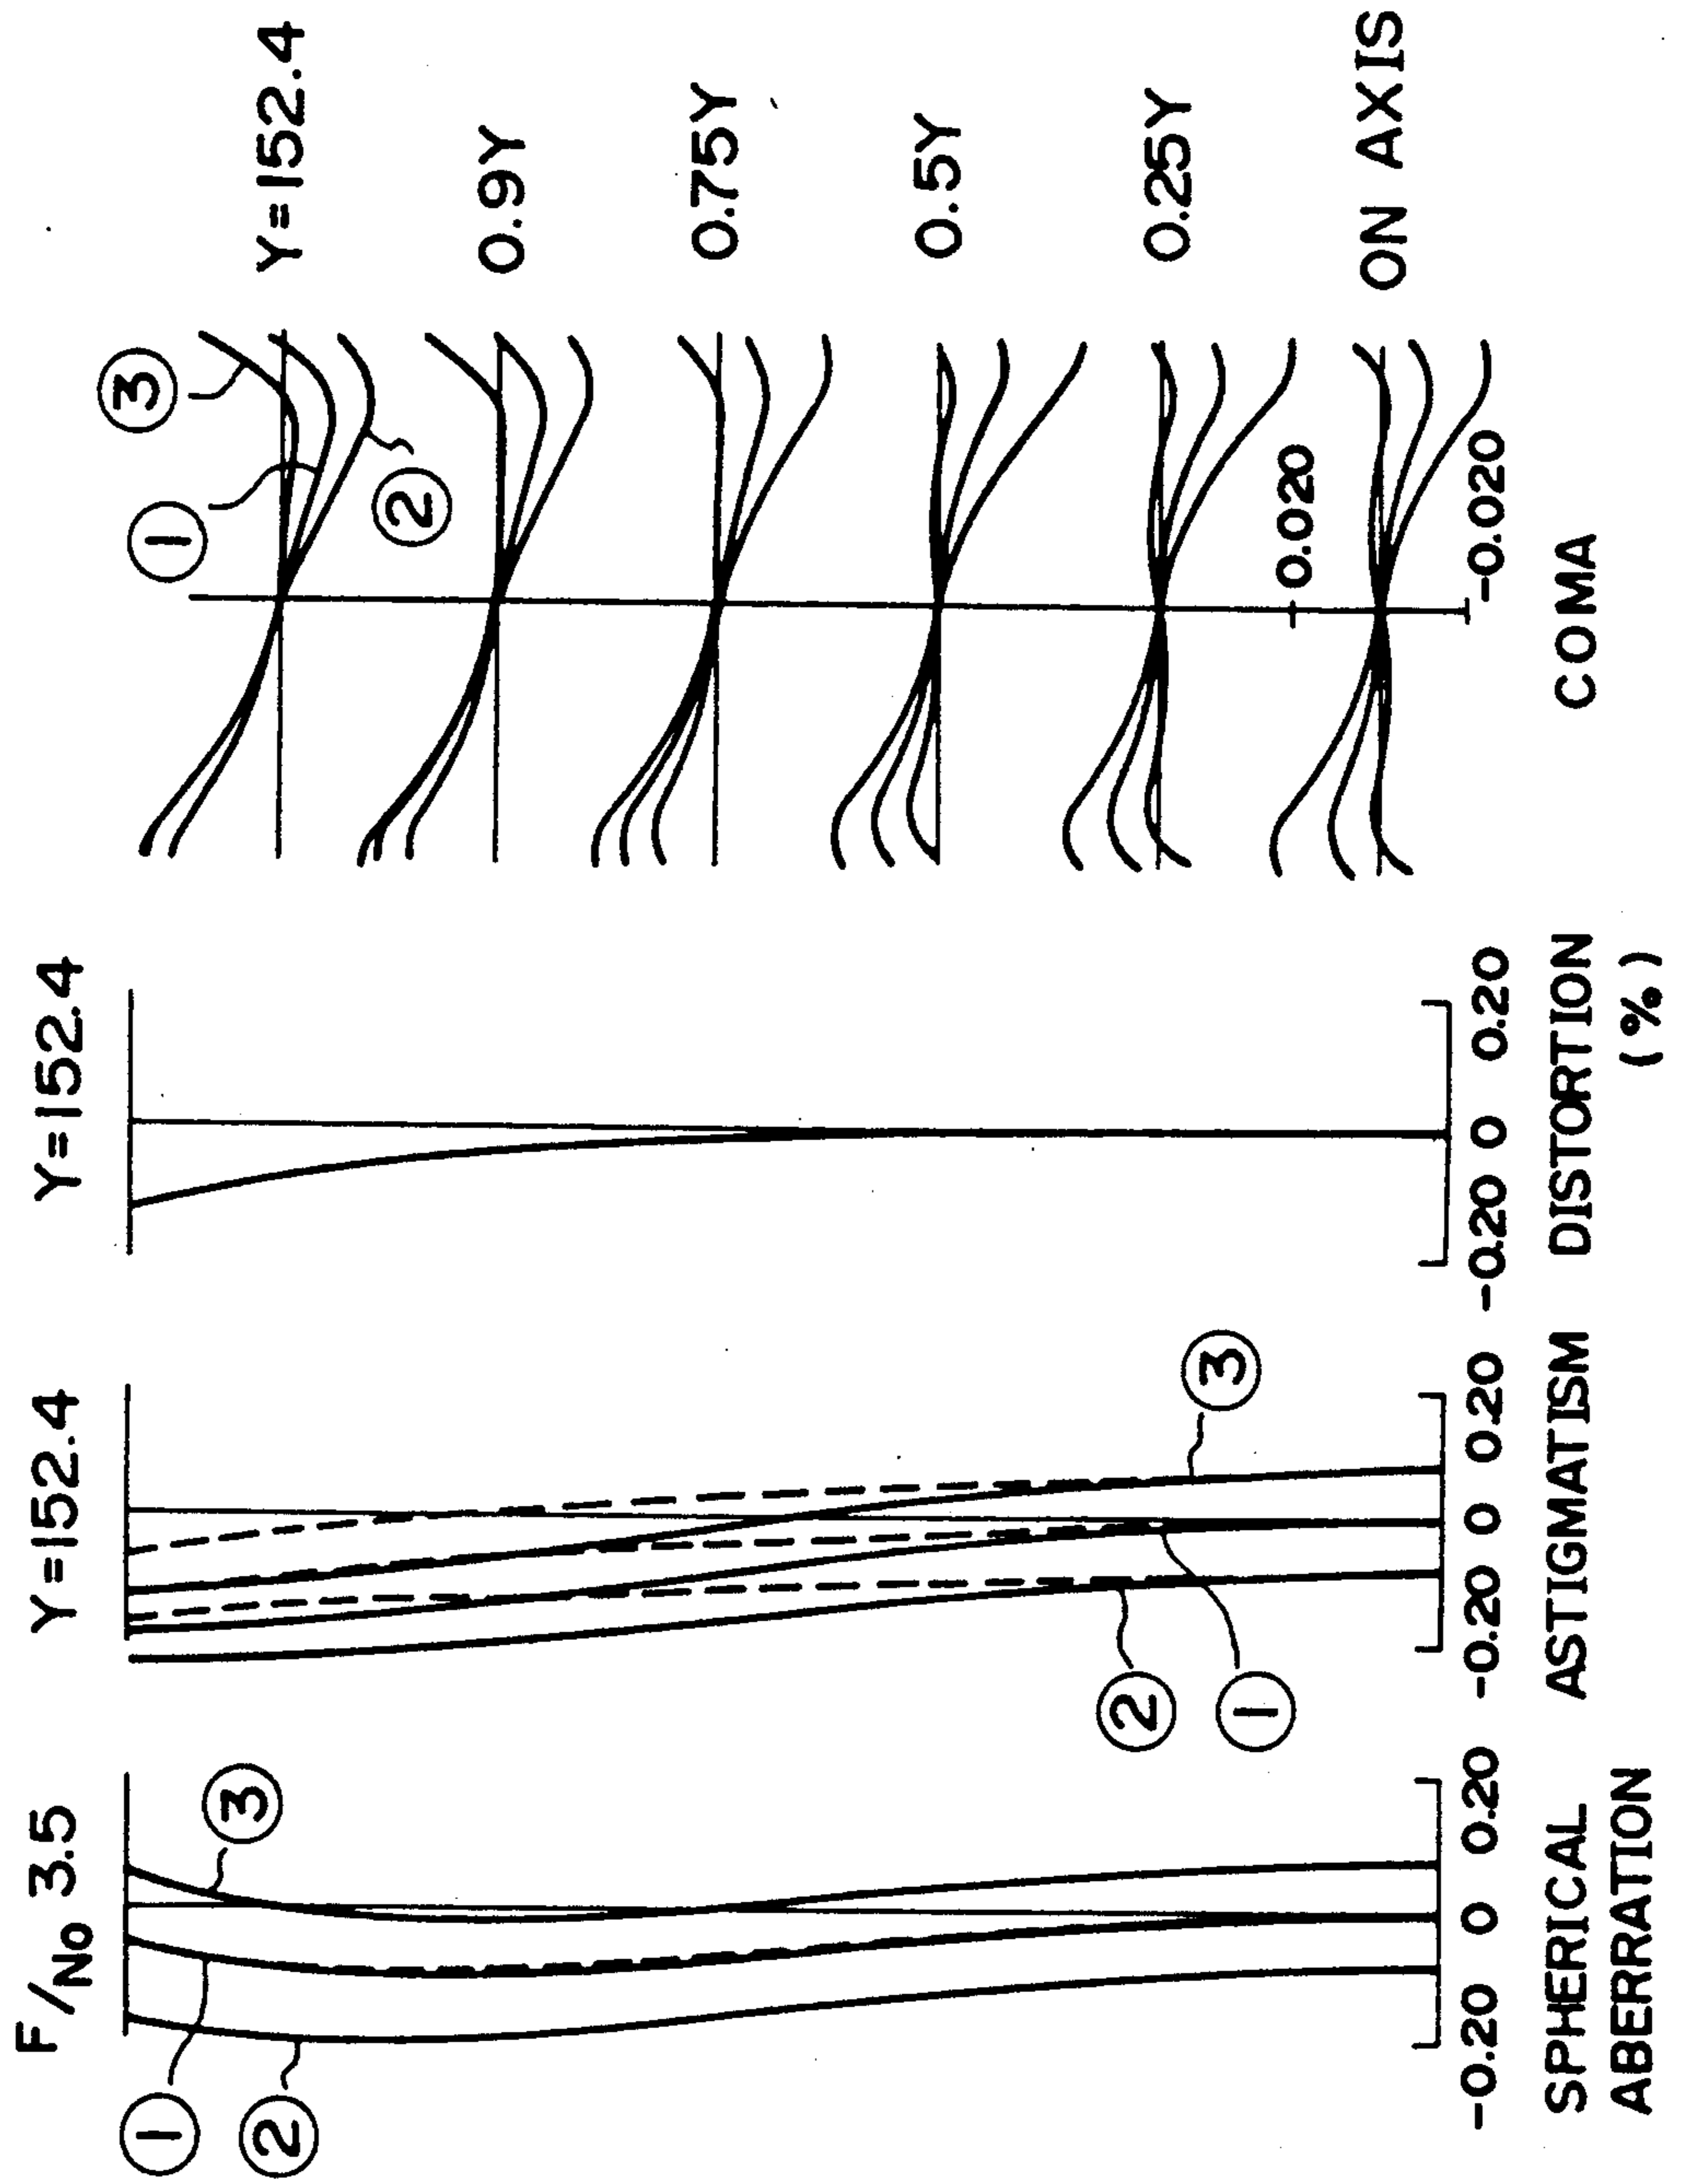 F/No 3.5
①
②
③
-0.20 0 0.20
SPHERICAL
ABERRATION
Y=152.4
③
②
①
-0.20 0 0.20
ASTIGMATISM
Y=152.4
-0.20 0 0.20
DISTORTION
(%)
③
①
②
Y=152.4
0.9Y
0.75Y
0.5Y
0.25Y
ON AXIS
0.020
-0.020
COMA